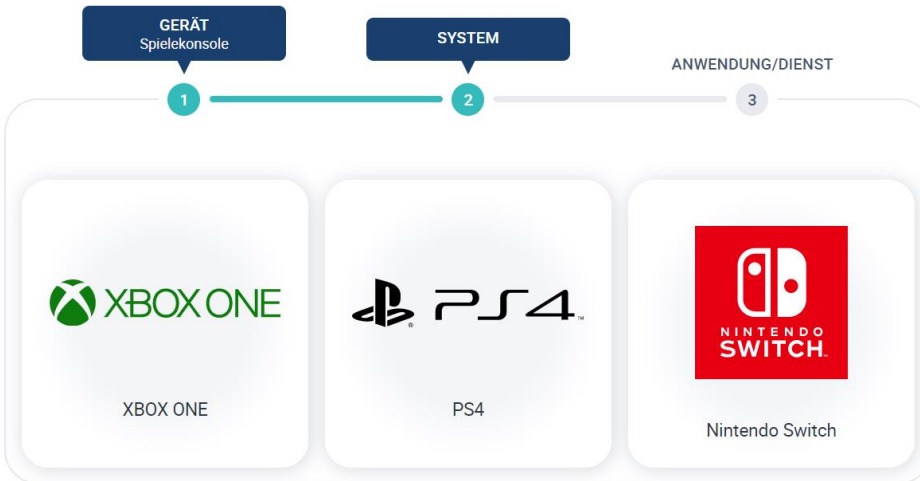 GERÄT
Spielekonsole
SYSTEM
ANWENDUNG/DIENST
1
2
3
XBOX ONE
PS4
NINTENDO
SWITCH
XBOX ONE
PS4
Nintendo Switch